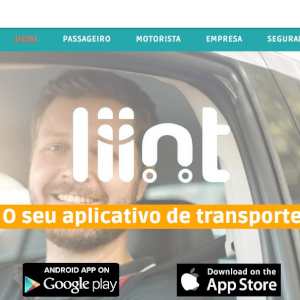 HOME PASSAGEIRO MOTORISTA EMPRESA SEGURA
liint
O seu aplicativo de transporte
ANDROID APP ON
Google play
Download on the
App Store